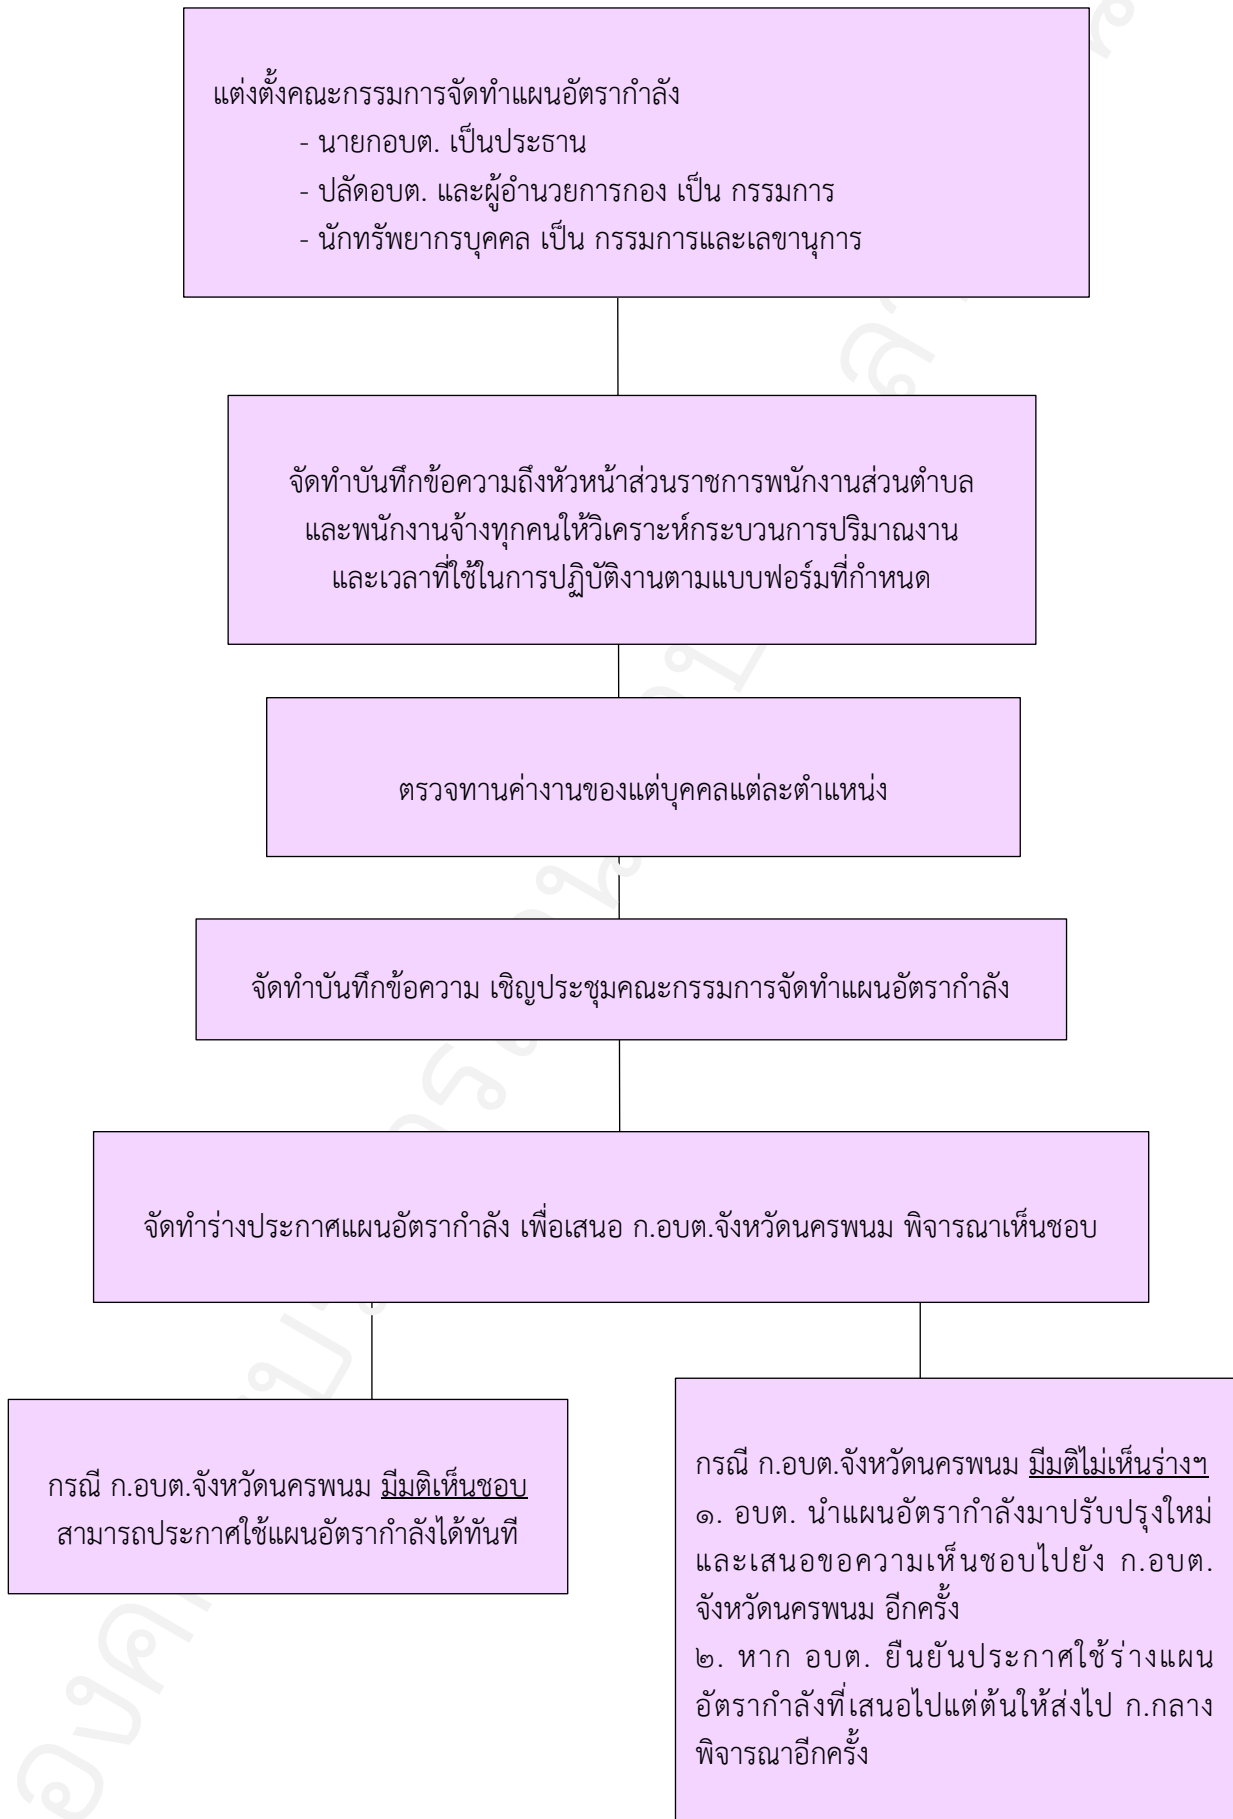 แต่งตั้งคณะกรรมการจัดทำแผนอัตรากำลัง
- นายกอบต. เป็นประธาน
- ปลัดอบต. และผู้อำนวยการกอง เป็น กรรมการ
- นักทรัพยากรบุคคล เป็น กรรมการและเลขานุการ
จัดทำบันทึกข้อความถึงหัวหน้าส่วนราชการพนักงานส่วนตำบล
และพนักงานจ้างทุกคนให้วิเคราะห์กระบวนการปริมาณงาน
และเวลาที่ใช้ในการปฏิบัติงานตามแบบฟอร์มที่กำหนด
ตรวจทานค่างานของแต่บุคคลแต่ละตำแหน่ง
จัดทำบันทึกข้อความ เชิญประชุมคณะกรรมการจัดทำแผนอัตรากำลัง
จัดทำร่างประกาศแผนอัตรากำลัง เพื่อเสนอ ก.อบต.จังหวัดนครพนม พิจารณาเห็นชอบ
กรณี ก.อบต.จังหวัดนครพนม มีมติเห็นชอบ
สามารถประกาศใช้แผนอัตรากำลังได้ทันที
กรณี ก.อบต.จังหวัดนครพนม มีมติไม่เห็นร่างฯ
๑. อบต. นำแผนอัตรากำลังมาปรับปรุงใหม่
และเสนอขอความเห็นชอบไปยัง ก.อบต.
จังหวัดนครพนม อีกครั้ง
๒. หาก อบต. ยืนยันประกาศใช้ร่างแผน
อัตรากำลังที่เสนอไปแต่ต้นให้ส่งไป ก.กลาง
พิจารณาอีกครั้ง